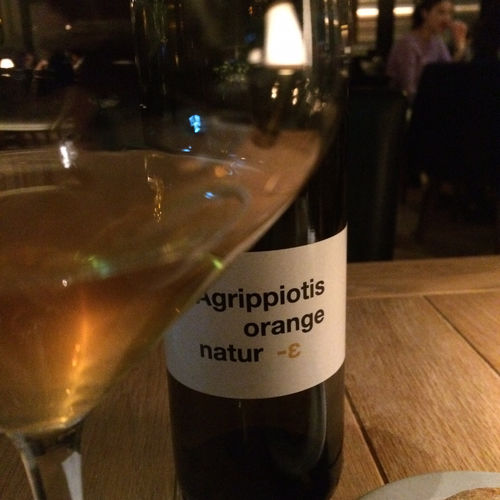 Agrippiotis
orange
natur -ε